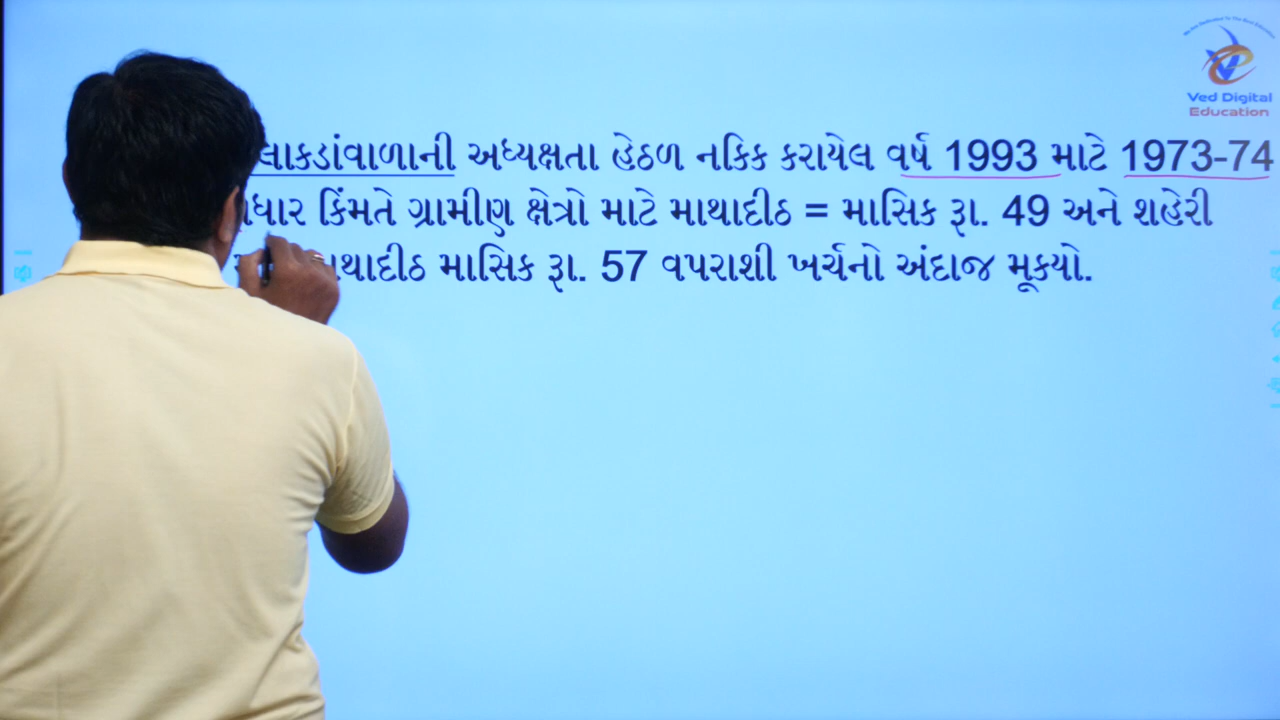 લાકડાંવાળાની અધ્યક્ષતા હેઠળ નકિક કરાયેલ વર્ષ 1993 માટે 1973-74
કિંમતે ગ્રામીણ ક્ષેત્રો માટે માથાદીઠ = માસિક રૂા. 49 અને શહેરી
માસિક રૂા. 57 વપરાશી ખર્ચનો અંદાજ મૂકયો.
Ved Digital
Education